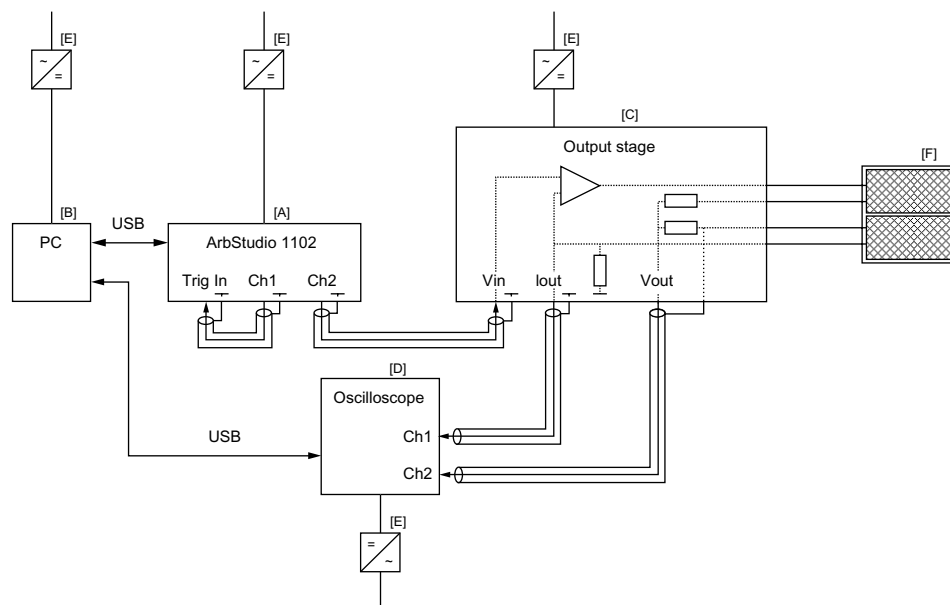 [E]
[E]
[E]
~
=
~
=
~
=
[C]
Output stage
[F]
[B]
PC
USB
[A]
ArbStudio 1102
Trig In
Ch1
Ch2
Vin
Iout
Vout
[D]
Oscilloscope
Ch1
USB
Ch2
[E]
=
~